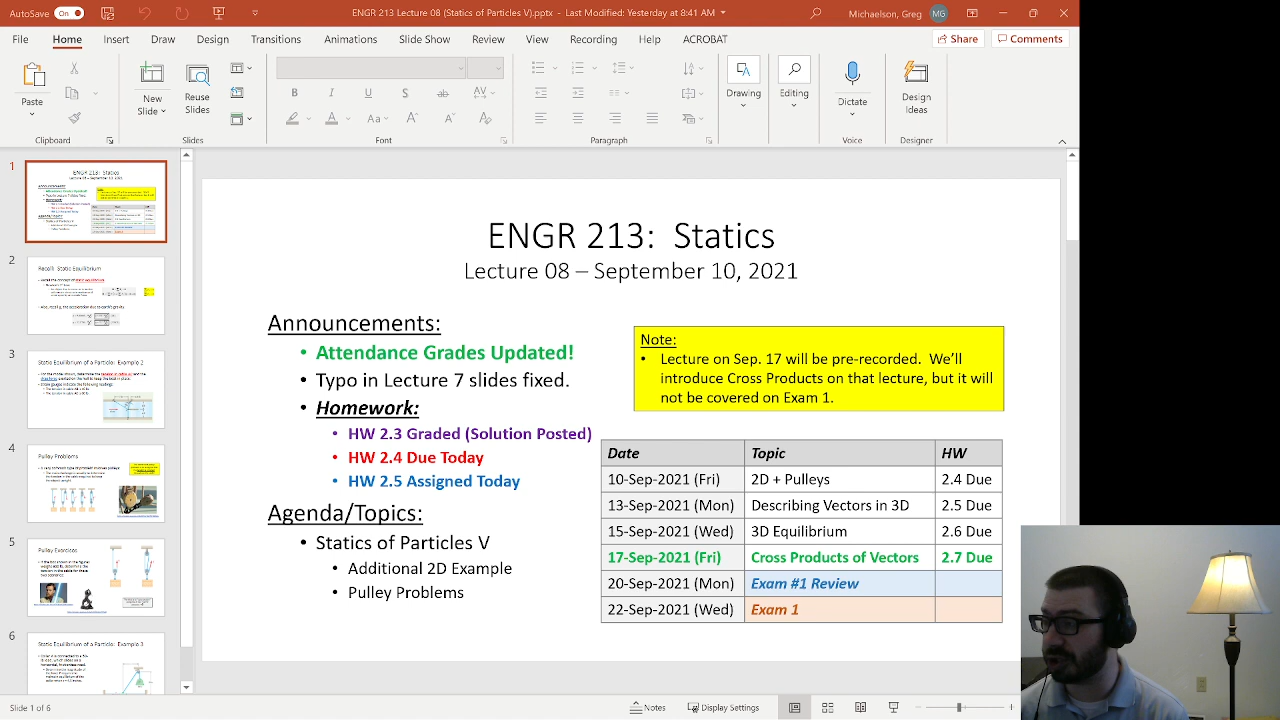 AutoSave On ENGR 213 Lecture 08 (Statics of Particles V).pptx - Last Modified: Yesterday at 8:41 AM Michaelson, Greg MG
File Home Insert Draw Design Transitions Animations Slide Show Review View Recording Help ACROBAT Share Comments
Paste New Slide Reuse Slides Drawing Editing Dictate Design Ideas
Clipboard Slides Font Paragraph Voice Designer
1
2
3
4
5
6
ENGR 213: Statics
Lecture 08 – September 10, 2021
Announcements:
• Attendance Grades Updated!
• Typo in Lecture 7 slides fixed.
• Homework:
• HW 2.3 Graded (Solution Posted)
• HW 2.4 Due Today
• HW 2.5 Assigned Today
Agenda/Topics:
• Statics of Particles V
• Additional 2D Example
• Pulley Problems
Note:
• Lecture on Sep. 17 will be pre-recorded. We'll
introduce Cross Products on that lecture, but it will
not be covered on Exam 1.
Date Topic HW
10-Sep-2021 (Fri) 2D + Pulleys 2.4 Due
13-Sep-2021 (Mon) Describing Vectors in 3D 2.5 Due
15-Sep-2021 (Wed) 3D Equilibrium 2.6 Due
17-Sep-2021 (Fri) Cross Products of Vectors 2.7 Due
20-Sep-2021 (Mon) Exam #1 Review
22-Sep-2021 (Wed) Exam 1
Slide 1 of 6 Notes Display Settings